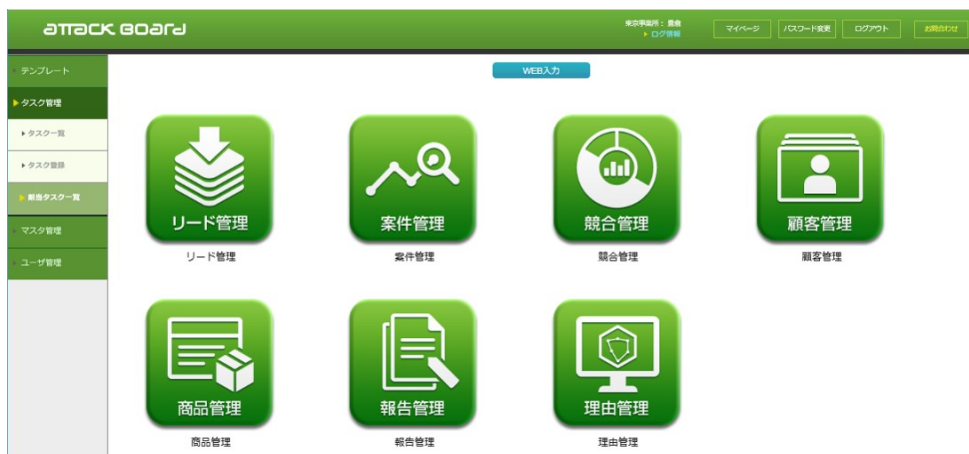 ATTACK BOARD
東京事業所：豊倉
ログ情報
マイページ
パスワード変更
ログアウト
お問合わせ
テンプレート
タスク管理
タスク一覧
タスク登録
担当タスク一覧
マスタ管理
ユーザ管理
WEB入力
リード管理
案件管理
競合管理
顧客管理
リード管理
案件管理
競合管理
顧客管理
商品管理
報告管理
理由管理
商品管理
報告管理
理由管理